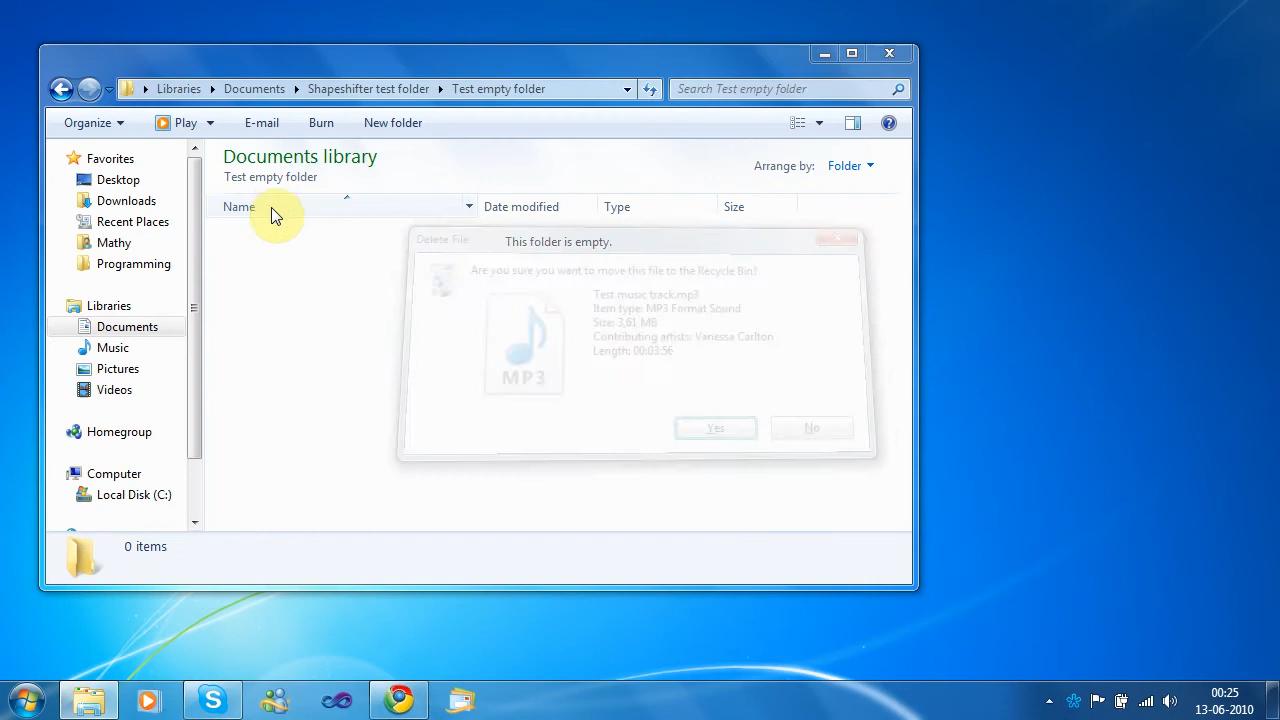 Libraries Documents Shapeshifter test folder Test empty folder
Search Test empty folder
Organize Play E-mail Burn New folder
Favorites
Desktop
Downloads
Recent Places
Mathy
Programming
Libraries
Documents
Music
Pictures
Videos
Homegroup
Computer
Local Disk (C:)
Documents library
Test empty folder
Arrange by: Folder
Name Date modified Type Size
This folder is empty.
Delete File
Are you sure you want to move this file to the Recycle Bin?
Test music track.mp3
Item type: MP3 Format Sound
Size: 3,61 MB
Contributing artists: Vanessa Carlton
Length: 00:03:56
MP3
Yes No
0 items
00:25
13-06-2010